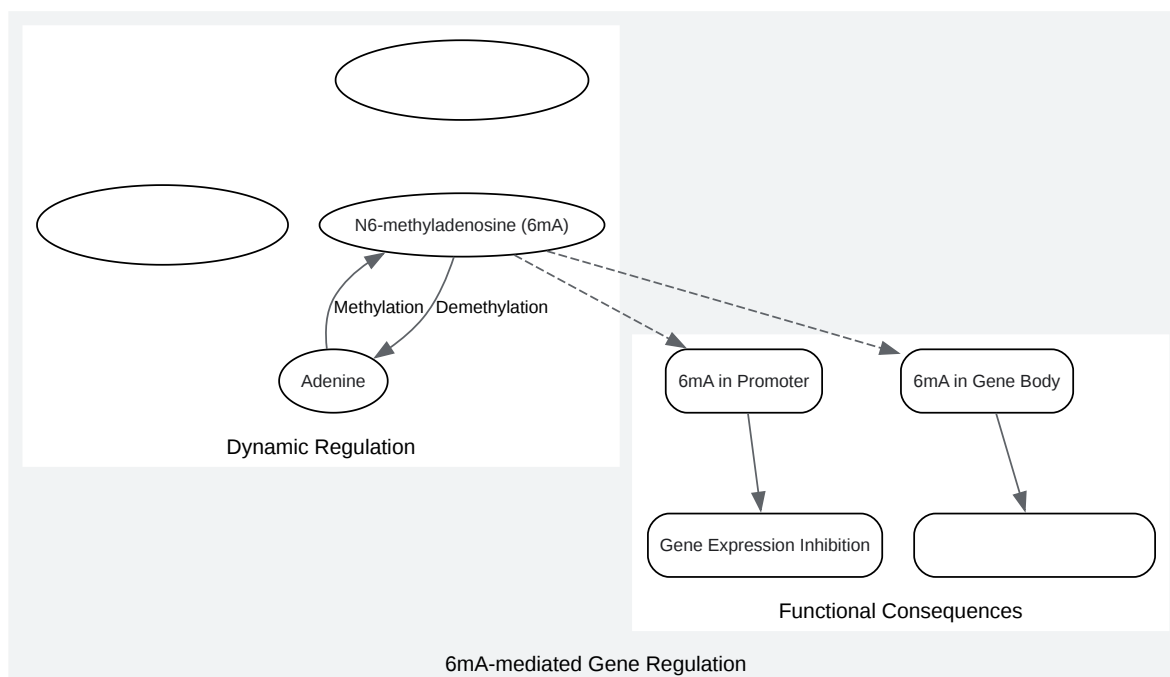 N6-methyladenosine (6mA)
Methylation
Demethylation
Adenine
6mA in Promoter
6mA in Gene Body
Dynamic Regulation
Gene Expression Inhibition
Functional Consequences
6mA-mediated Gene Regulation